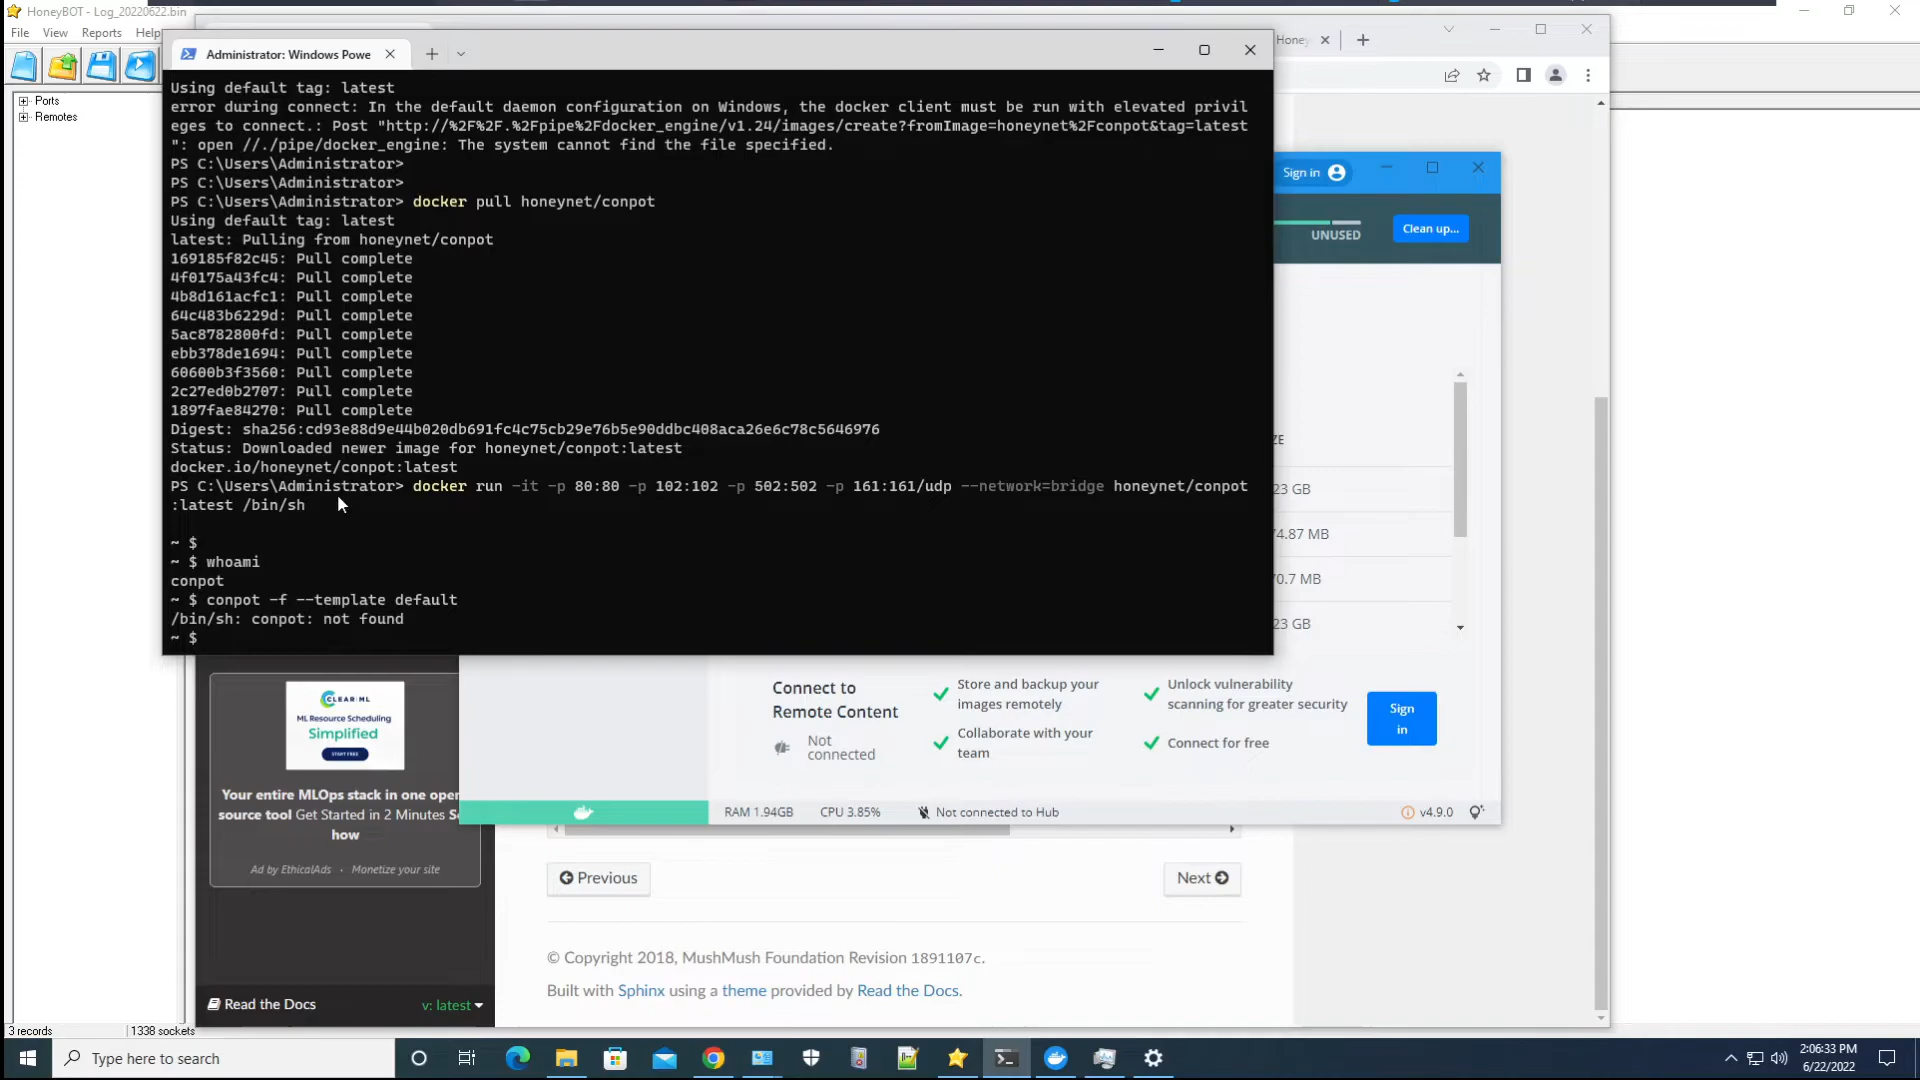 HoneyBOT - Log_20220622.bin
File View Reports Help
Ports
Remotes
3 records
1338 sockets
Honey
Administrator: Windows Powe
Using default tag: latest
error during connect: In the default daemon configuration on Windows, the docker client must be run with elevated privil
eges to connect.: Post "http://%2F%2F.%2Fpipe%2Fdocker_engine/v1.24/images/create?fromImage=honeynet%2Fconpot&tag=latest
": open //./pipe/docker_engine: The system cannot find the file specified.
PS C:\Users\Administrator>
PS C:\Users\Administrator>
PS C:\Users\Administrator> docker pull honeynet/conpot
Using default tag: latest
latest: Pulling from honeynet/conpot
169185f82c45: Pull complete
4f0175a43fc4: Pull complete
4b8d161acfc1: Pull complete
64c483b6229d: Pull complete
5ac8782800fd: Pull complete
ebb378de1694: Pull complete
60600b3f3560: Pull complete
2c27ed0b2707: Pull complete
1897fae84270: Pull complete
Digest: sha256:cd93e88d9e44b020db691fc4c75cb29e76b5e90ddbc408aca26e6c78c5646976
Status: Downloaded newer image for honeynet/conpot:latest
docker.io/honeynet/conpot:latest
PS C:\Users\Administrator> docker run -it -p 80:80 -p 102:102 -p 502:502 -p 161:161/udp --network=bridge honeynet/conpot
:latest /bin/sh
~ $
~ $ whoami
conpot
~ $ conpot -f --template default
/bin/sh: conpot: not found
~ $
Sign in
UNUSED
Clean up...
ZE
23 GB
74.87 MB
70.7 MB
23 GB
Connect to
Remote Content
Not
connected
Store and backup your
images remotely
Collaborate with your
team
Unlock vulnerability
scanning for greater security
Connect for free
Sign
in
RAM 1.94GB
CPU 3.85%
Not connected to Hub
v4.9.0
CLEAR ML
ML Resource Scheduling
Simplified
START FREE
Your entire MLOps stack in one open
source tool Get Started in 2 Minutes S
how
Ad by EthicalAds · Monetize your site
Read the Docs
v: latest
Previous
Next
© Copyright 2018, MushMush Foundation Revision 1891107c.
Built with Sphinx using a theme provided by Read the Docs.
Type here to search
2:06:33 PM
6/22/2022